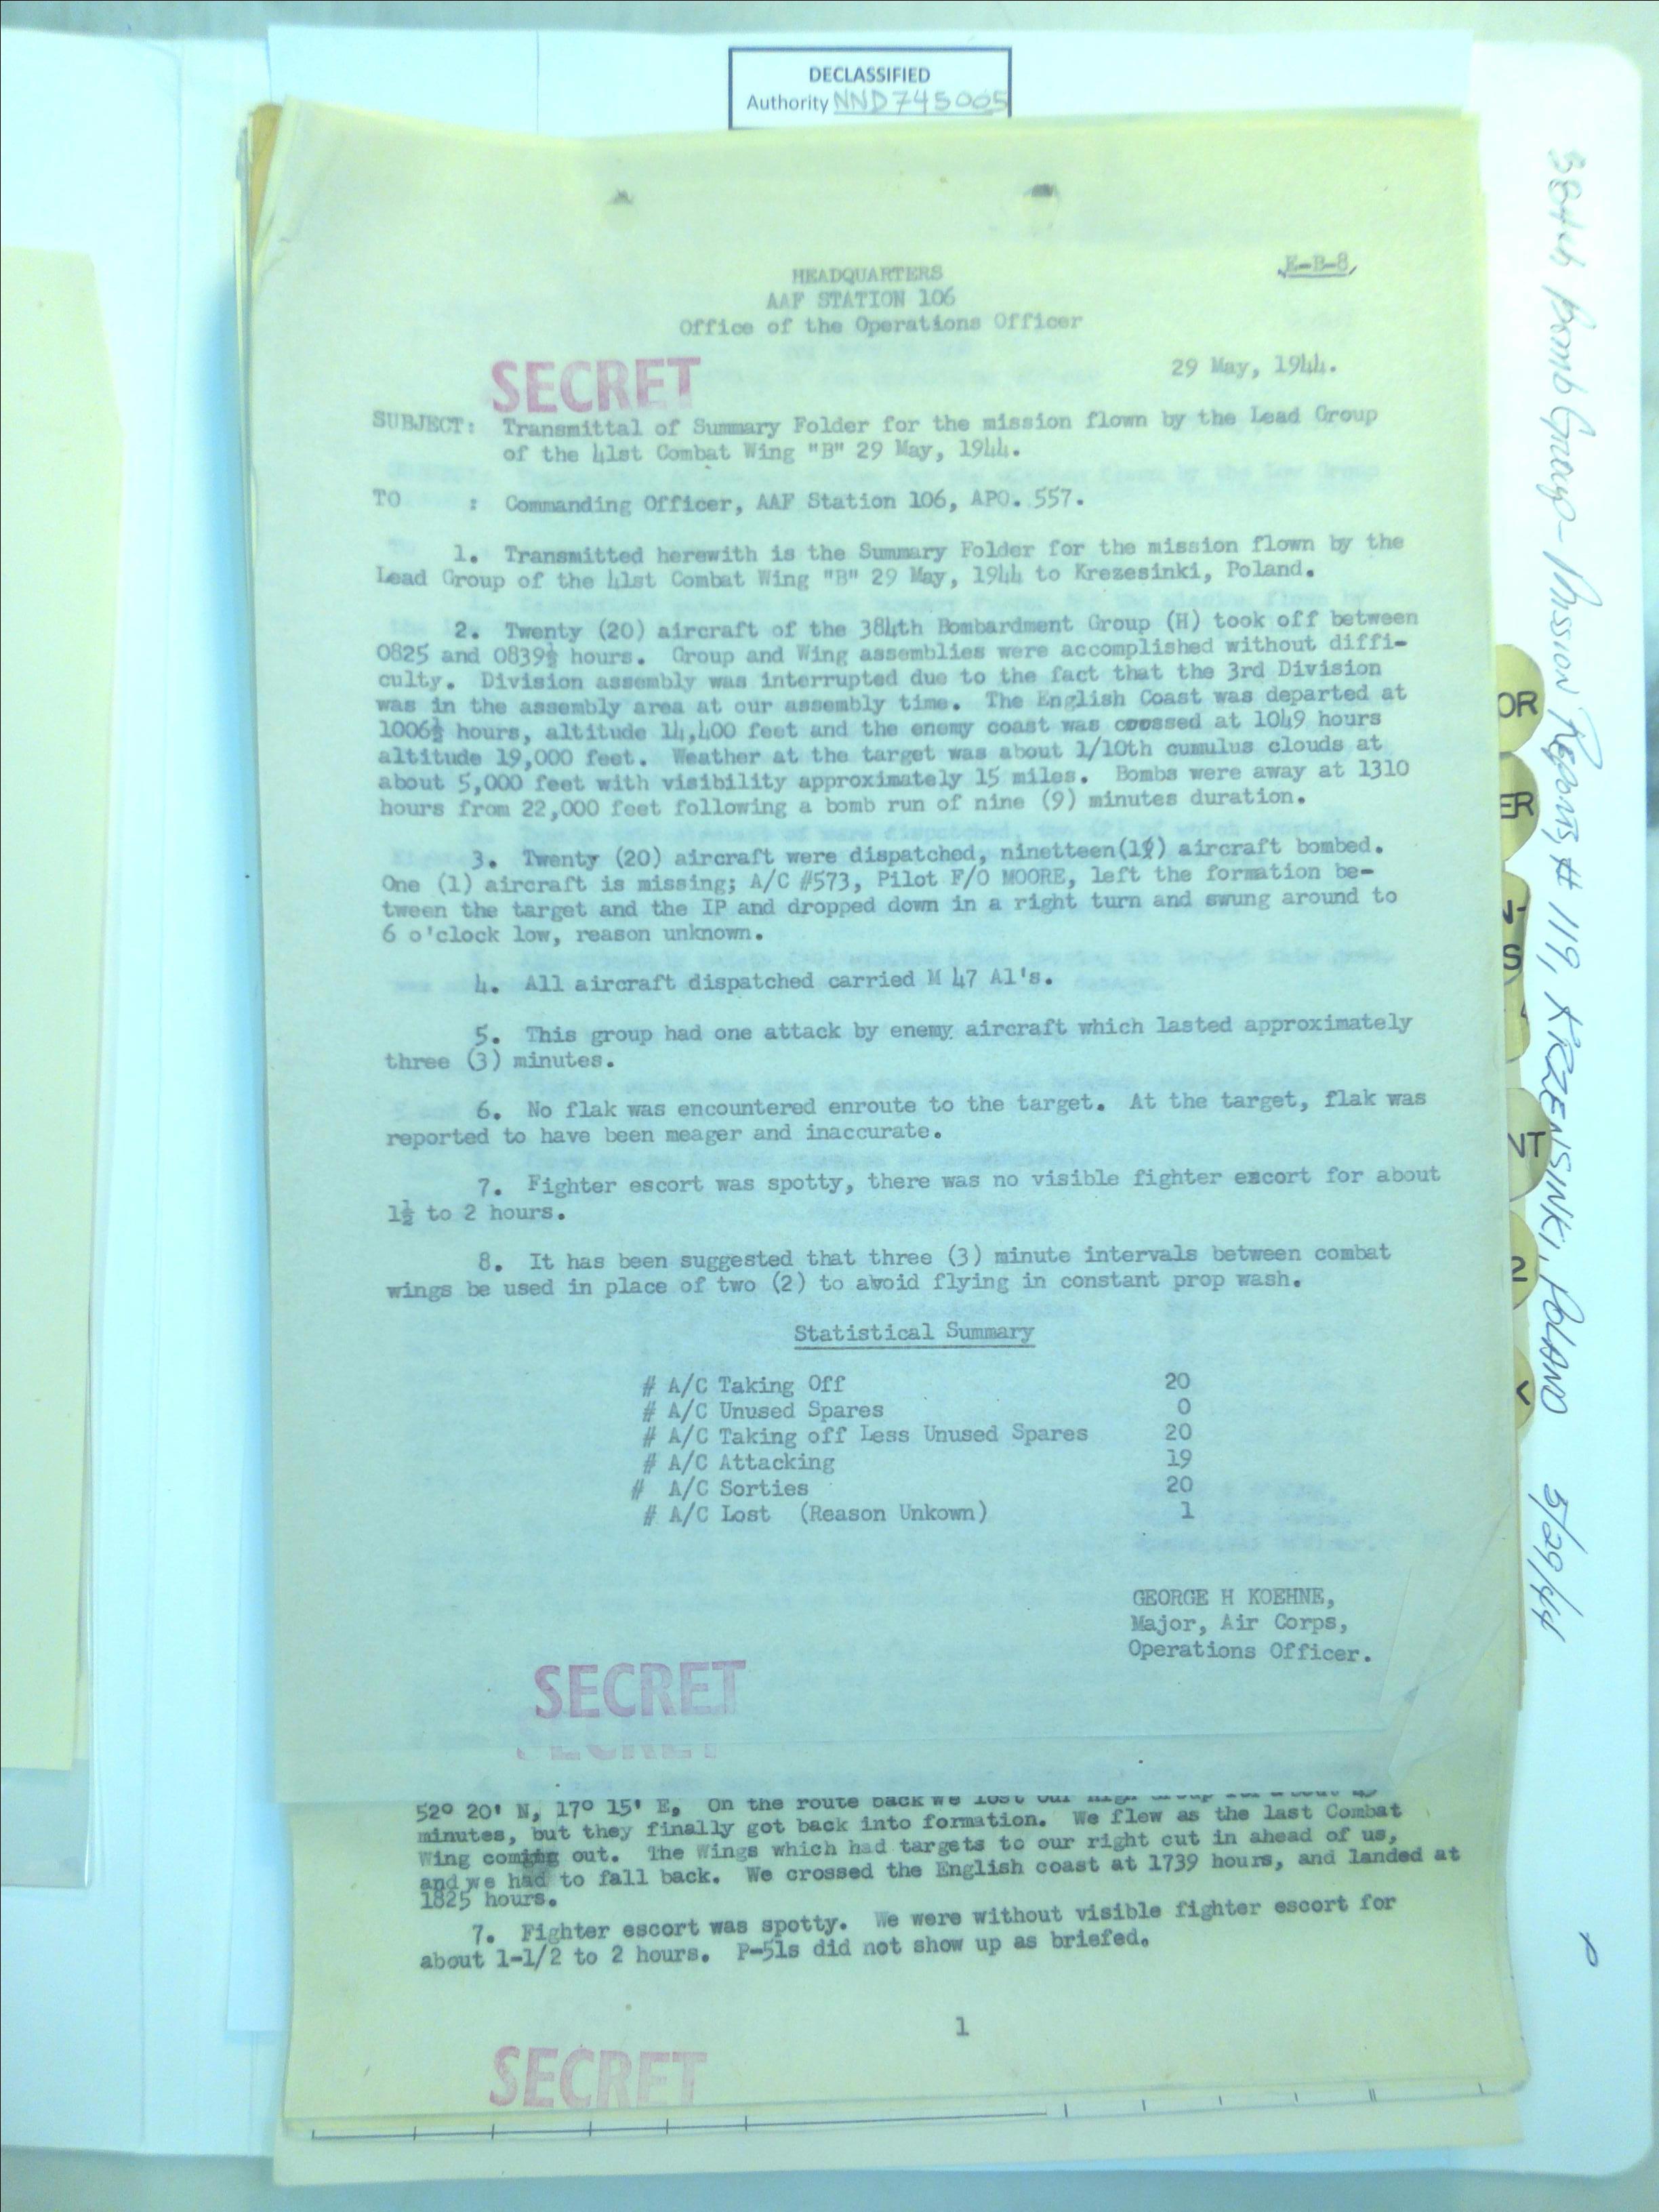 DECLASSIFIED
Authority NND745005
E-B-8
HEADQUARTERS
AAF STATION 106
Office of the Operations Officer
SECRET
29 May, 1944.
SUBJECT: Transmittal of Summary Folder for the mission flown by the Lead Group
of the 41st Combat Wing "B" 29 May, 1944.
TO : Commanding Officer, AAF Station 106, APO. 557.
1. Transmitted herewith is the Summary Folder for the mission flown by the
Lead Group of the 41st Combat Wing "B" 29 May, 1944 to Krezesinki, Poland.
2. Twenty (20) aircraft of the 384th Bombardment Group (H) took off between
0825 and 0839½ hours. Group and Wing assemblies were accomplished without diffi-
culty. Division assembly was interrupted due to the fact that the 3rd Division
was in the assembly area at our assembly time. The English Coast was departed at
1006½ hours, altitude 14,400 feet and the enemy coast was crossed at 1049 hours
altitude 19,000 feet. Weather at the target was about 1/10th cumulus clouds at
about 5,000 feet with visibility approximately 15 miles. Bombs were away at 1310
hours from 22,000 feet following a bomb run of nine (9) minutes duration.
3. Twenty (20) aircraft were dispatched, ninetteen(19) aircraft bombed.
One (1) aircraft is missing; A/C #573, Pilot F/O MOORE, left the formation be-
tween the target and the IP and dropped down in a right turn and swung around to
6 o'clock low, reason unknown.
4. All aircraft dispatched carried M 47 Al's.
5. This group had one attack by enemy aircraft which lasted approximately
three (3) minutes.
6. No flak was encountered enroute to the target. At the target, flak was
reported to have been meager and inaccurate.
7. Fighter escort was spotty, there was no visible fighter escort for about
1½ to 2 hours.
8. It has been suggested that three (3) minute intervals between combat
wings be used in place of two (2) to avoid flying in constant prop wash.
Statistical Summary
# A/C Taking Off 20
# A/C Unused Spares 0
# A/C Taking off Less Unused Spares 20
# A/C Attacking 19
# A/C Sorties 20
# A/C Lost (Reason Unkown) 1
GEORGE H KOEHNE,
Major, Air Corps,
Operations Officer.
SECRET
SECRET
52° 20' N, 17° 15' E, On the route back we lost our high Group for about
minutes, but they finally got back into formation. We flew as the last Combat
Wing coming out. The Wings which had targets to our right cut in ahead of us,
and we had to fall back. We crossed the English coast at 1739 hours, and landed at
1825 hours.
7. Fighter escort was spotty. We were without visible fighter escort for
about 1-1/2 to 2 hours. P-51s did not show up as briefed.
1
SECRET
384th Bomb Group - Mission Reports # 119, KRZENSINKI, POLAND 5/29/44
OR
ER
N-
S
NT
2